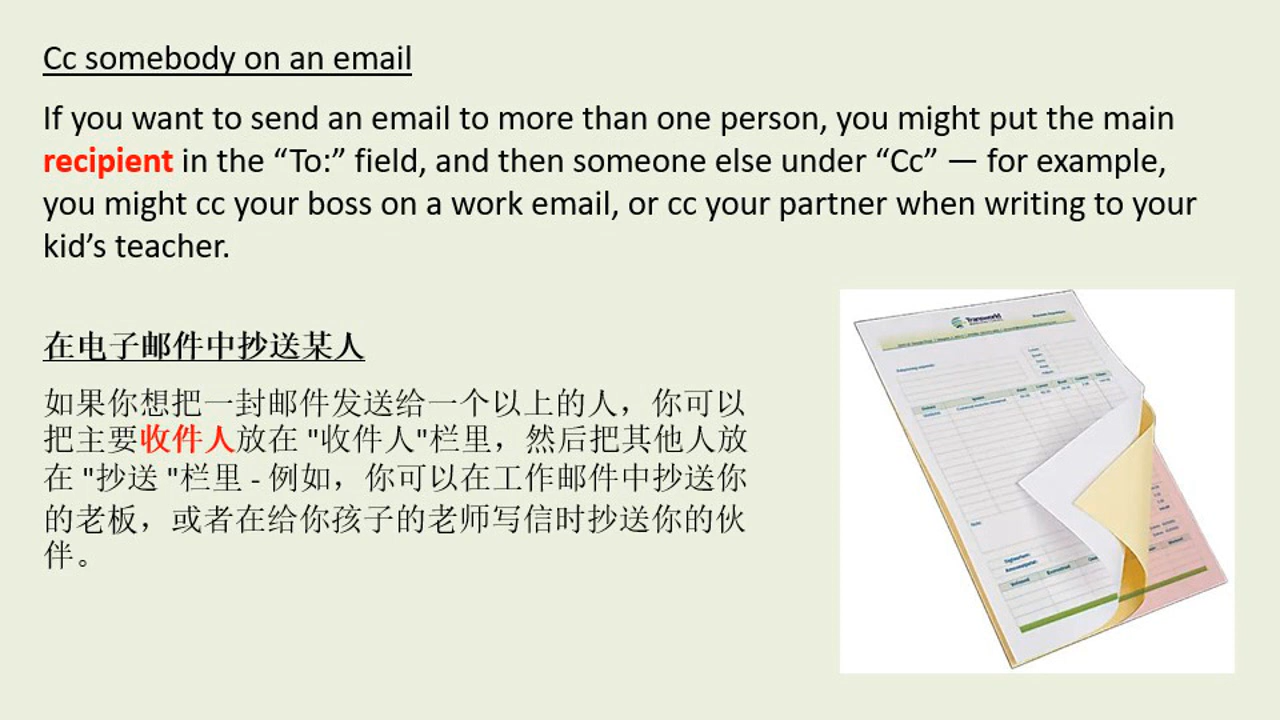 Cc somebody on an email
If you want to send an email to more than one person, you might put the main
recipient in the “To:” field, and then someone else under “Cc” — for example,
you might cc your boss on a work email, or cc your partner when writing to your
kid’s teacher.
在电子邮件中抄送某人
如果你想把一封邮件发送给一个以上的人，你可以
把主要收件人放在 "收件人"栏里，然后把其他人放
在 "抄送 "栏里 - 例如，你可以在工作邮件中抄送你
的老板，或者在给你孩子的老师写信时抄送你的伙
伴。
Transworld